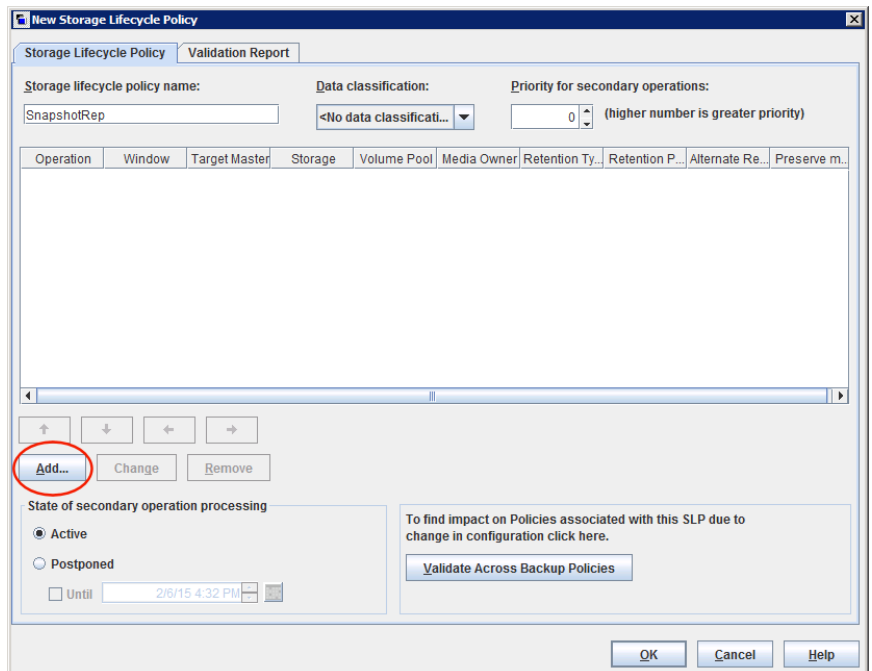 New Storage Lifecycle Policy
Storage Lifecycle Policy Validation Report
Storage lifecycle policy name: Data classification: Priority for secondary operations:
SnapshotRep <No data classificati... 0 (higher number is greater priority)
Operation Window Target Master Storage Volume Pool Media Owner Retention Ty... Retention P... Alternate Re... Preserve m..
Add... Change Remove
State of secondary operation processing
Active
Postponed
Until 2/6/15 4:32 PM
To find impact on Policies associated with this SLP due to
change in configuration click here.
Validate Across Backup Policies
OK Cancel Help